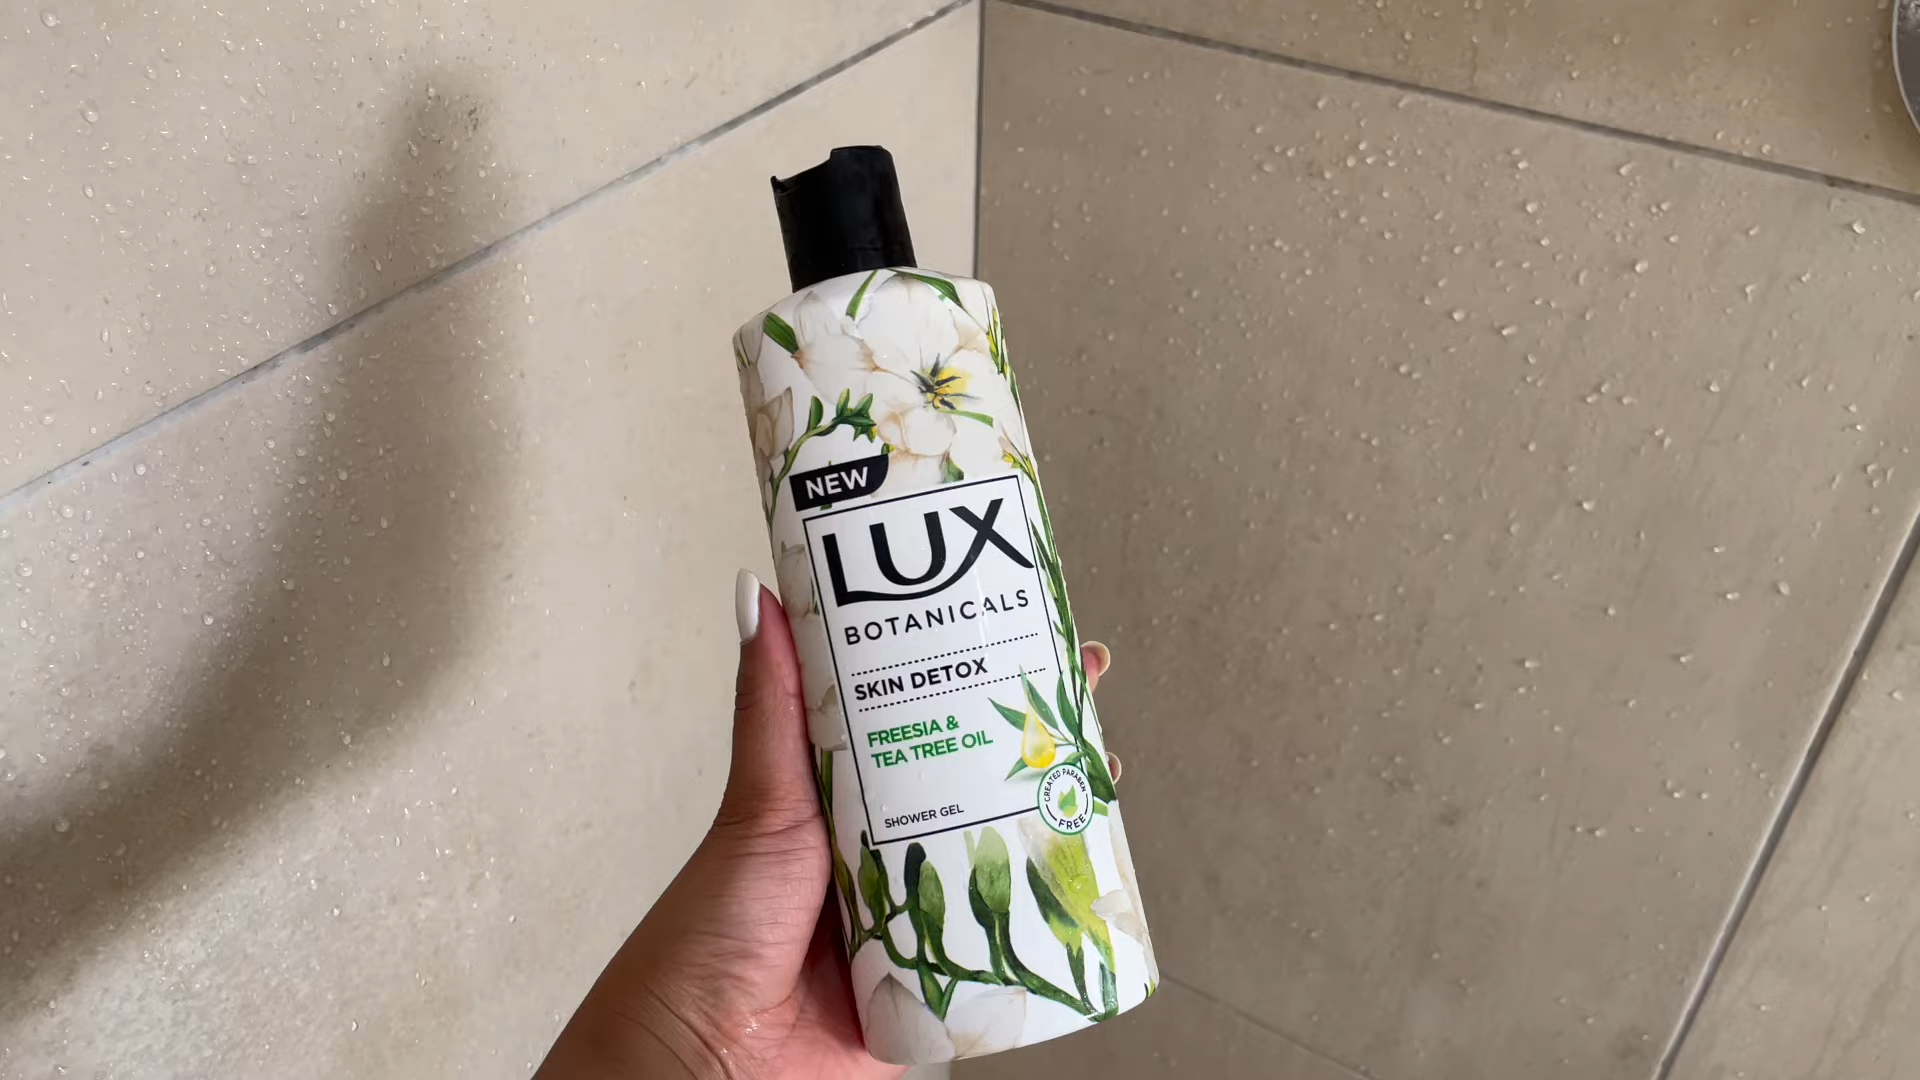 NEW
LUX
BOTANICALS
SKIN DETOX
FREESIA &
TEA TREE OIL
SHOWER GEL
CREATED PARABEN
FREE